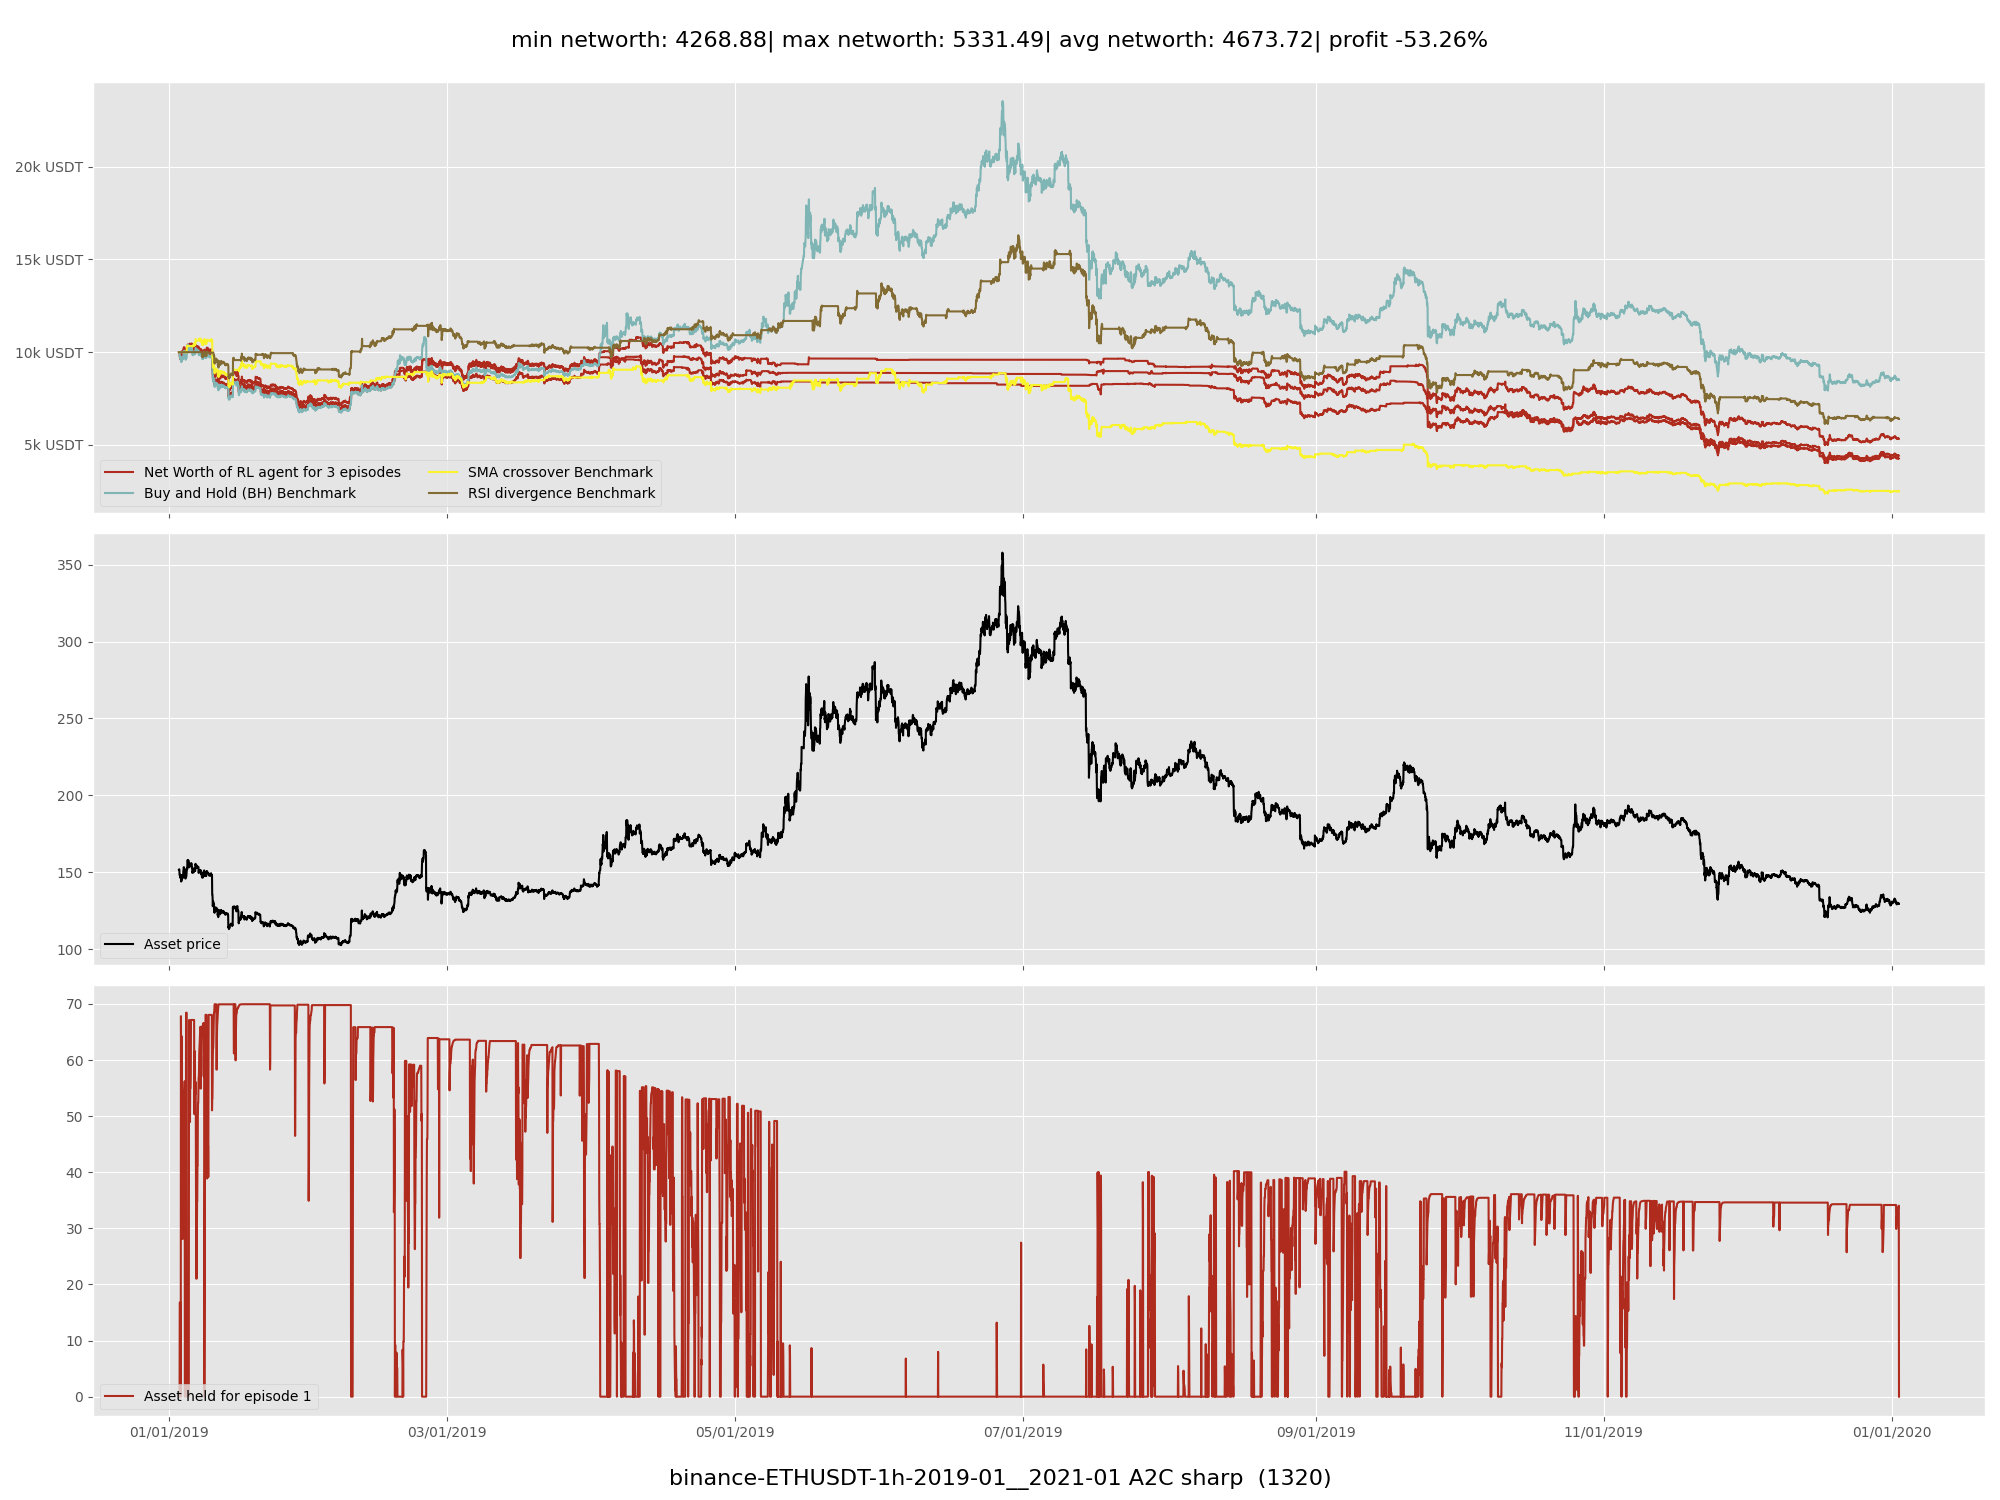 min networth: 4268.88| max networth: 5331.49| avg networth: 4673.72| profit -53.26%
20k USDT
15k USDT
10k USDT
5k USDT
Net Worth of RL agent for 3 episodes
Buy and Hold (BH) Benchmark
SMA crossover Benchmark
RSI divergence Benchmark
350
300
250
200
150
100
Asset price
70
60
50
40
30
20
10
0
Asset held for episode 1
01/01/2019 03/01/2019 05/01/2019 07/01/2019 09/01/2019 11/01/2019 01/01/2020
binance-ETHUSDT-1h-2019-01__2021-01 A2C sharp (1320)